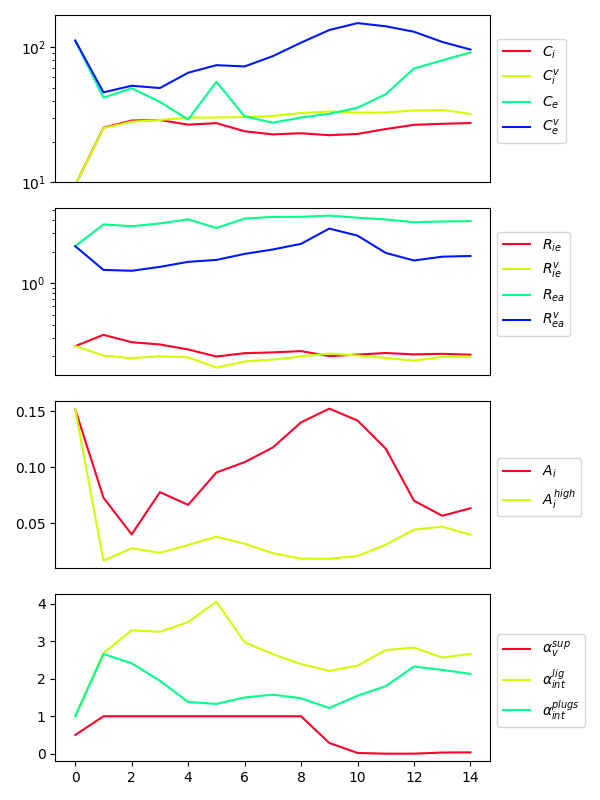 10² 
10¹
C_i
C_i^v
C_e
C_e^v
10⁰
R_ie
R_ie^v
R_ea
R_ea^v
0.15
0.10
0.05
A_i
A_i^high
4
3
2
1
0
α_v^sup
α_int^lig
α_int^plugs
0 2 4 6 8 10 12 14